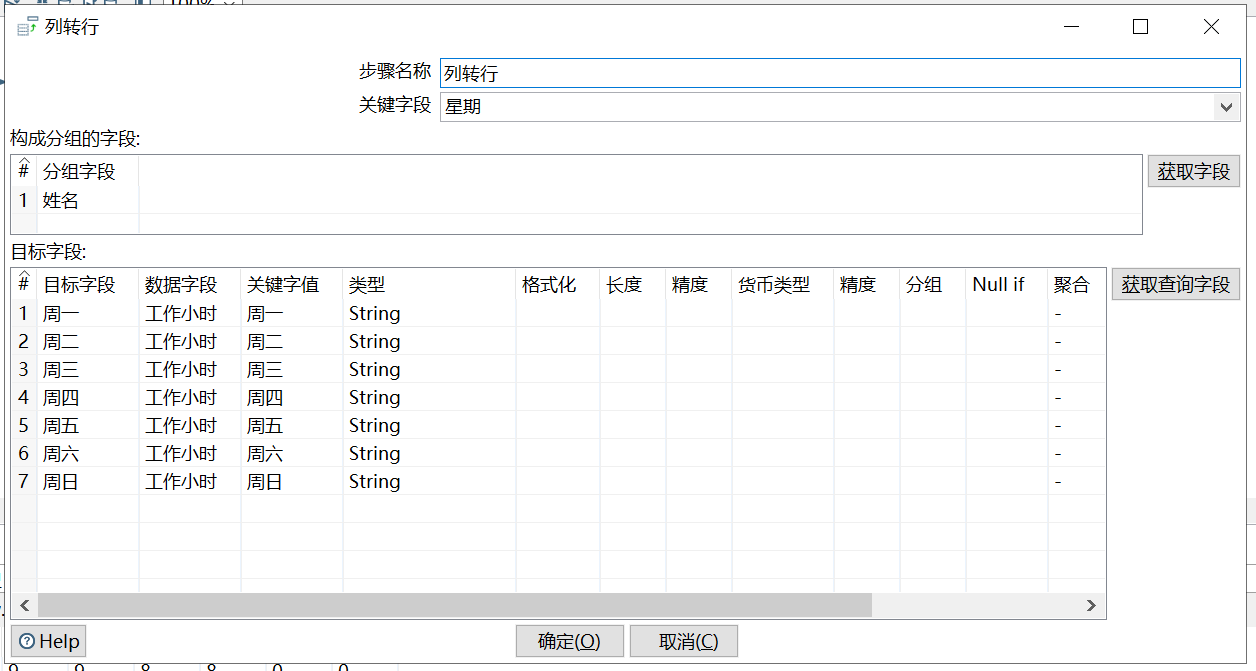 100%
列转行
步骤名称 列转行
关键字段 星期
构成分组的字段:
# 分组字段 获取字段
1 姓名
目标字段:
# 目标字段 数据字段 关键字值 类型 格式化 长度 精度 货币类型 精度 分组 Null if 聚合 获取查询字段
1 周一 工作小时 周一 String -
2 周二 工作小时 周二 String -
3 周三 工作小时 周三 String -
4 周四 工作小时 周四 String -
5 周五 工作小时 周五 String -
6 周六 工作小时 周六 String -
7 周日 工作小时 周日 String -
Help 确定(O) 取消(C)